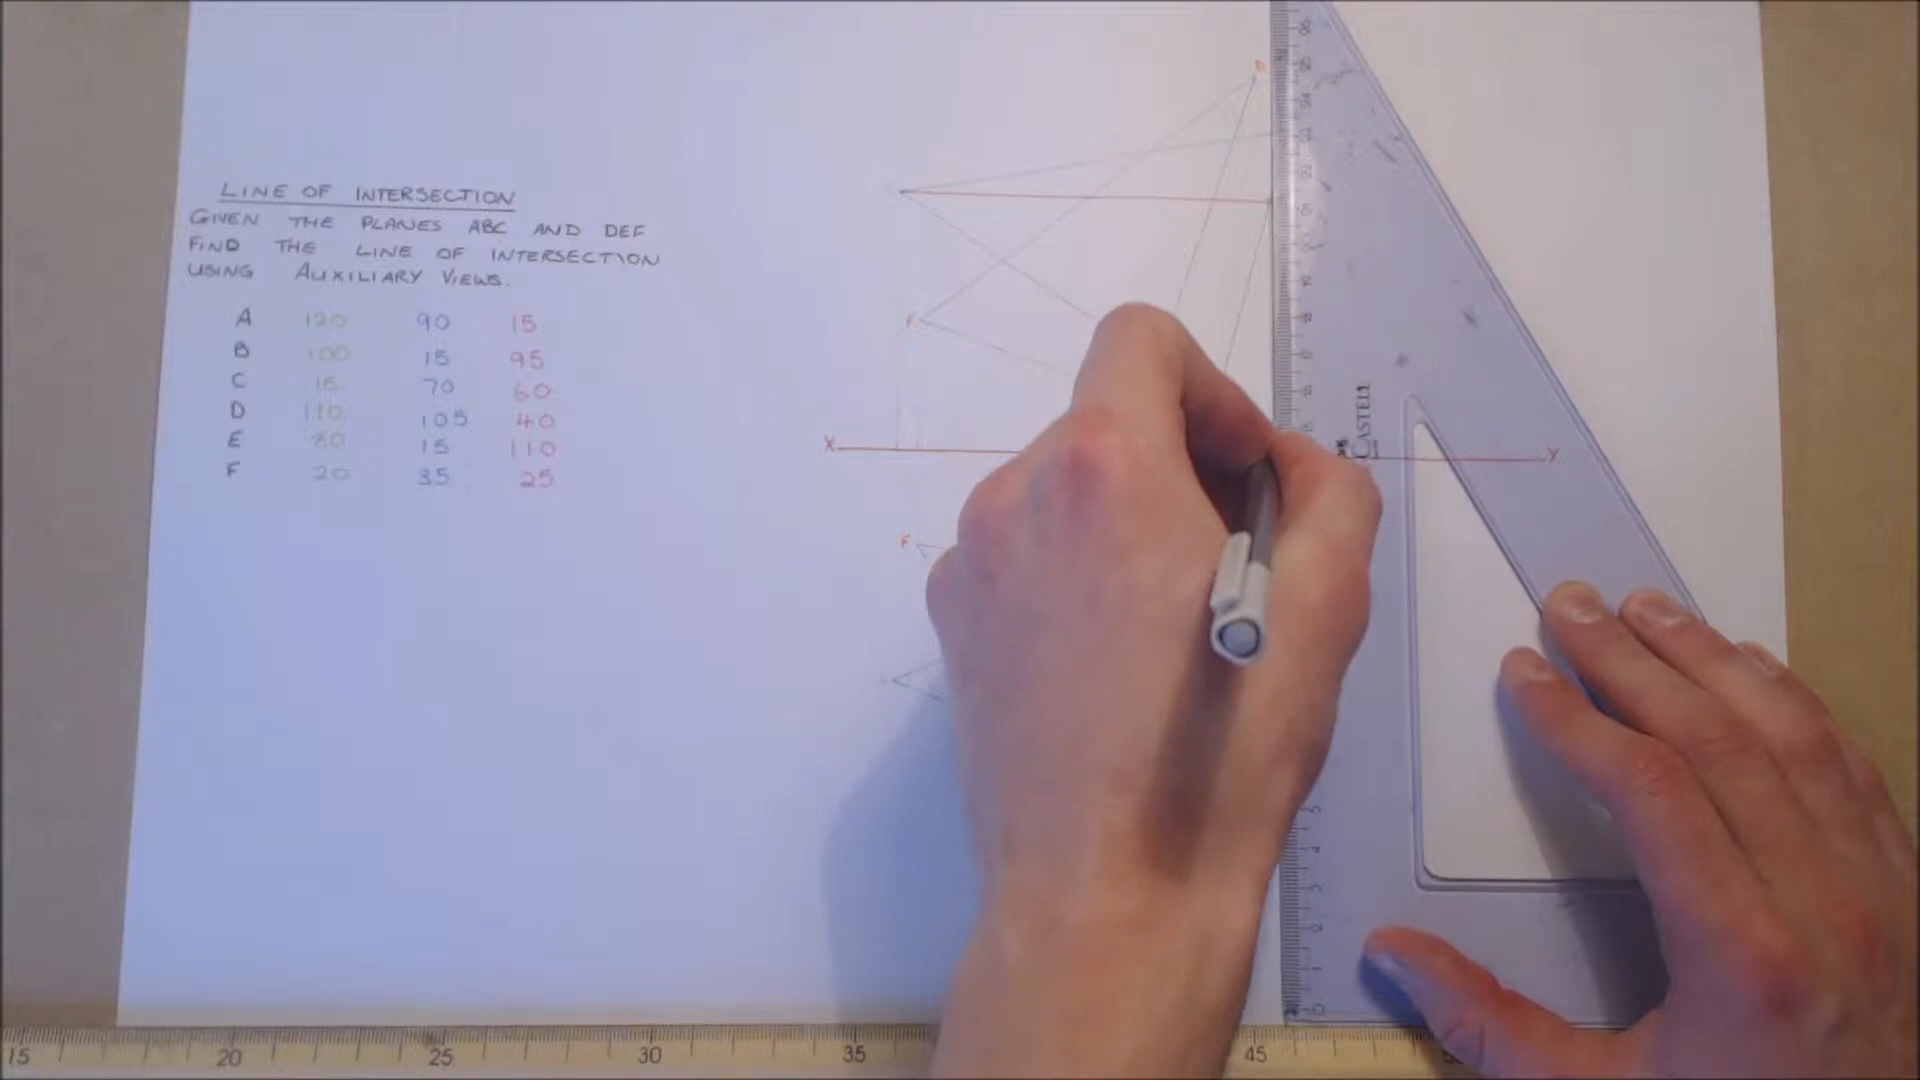 LINE OF INTERSECTION
GIVEN THE PLANES ABC AND DEF
FIND THE LINE OF INTERSECTION
USING AUXILIARY VIEWS.
A 120 90 15
B 100 15 95
C 15 70 60
D 110 105 40
E 80 15 110
F 20 35 25
D
F
X Y
F
CASTELL
15 20 25 30 35 45